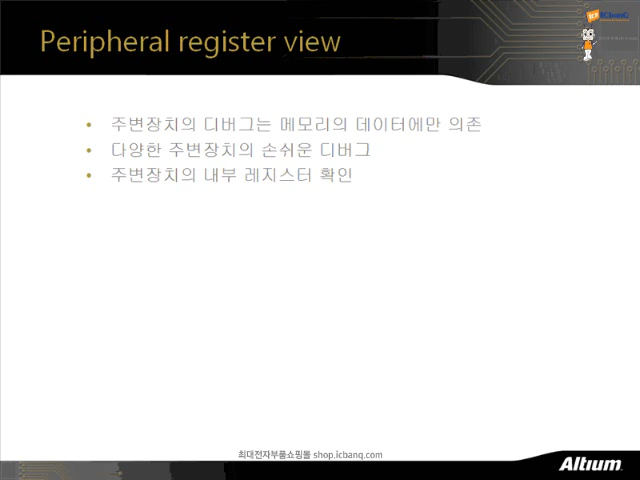 Peripheral register view
ICbanQ
• 주변장치의 디버그는 메모리의 데이터에만 의존
• 다양한 주변장치의 손쉬운 디버그
• 주변장치의 내부 레지스터 확인
최대전자부품쇼핑몰 shop.icbanq.com
Altium